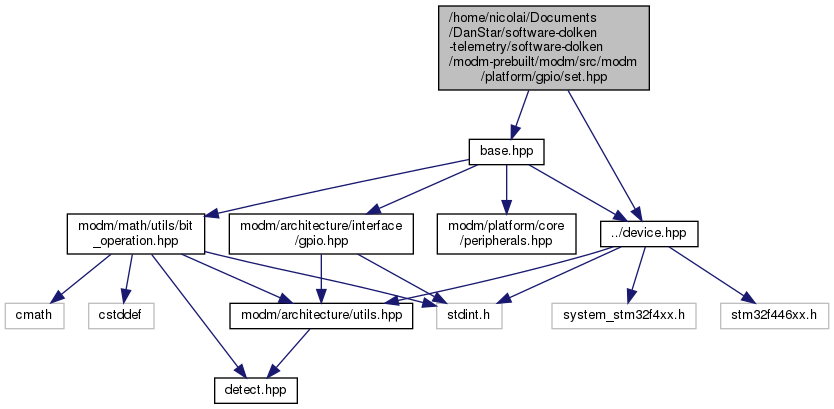 /home/nicolai/Documents
/DanStar/software-dolken
-telemetry/software-dolken
/modm-prebuilt/modm/src/modm
/platform/gpio/set.hpp
base.hpp
modm/math/utils/bit
_operation.hpp
modm/architecture/interface
/gpio.hpp
modm/platform/core
/peripherals.hpp
../device.hpp
cmath
cstddef
modm/architecture/utils.hpp
stdint.h
system_stm32f4xx.h
stm32f446xx.h
detect.hpp